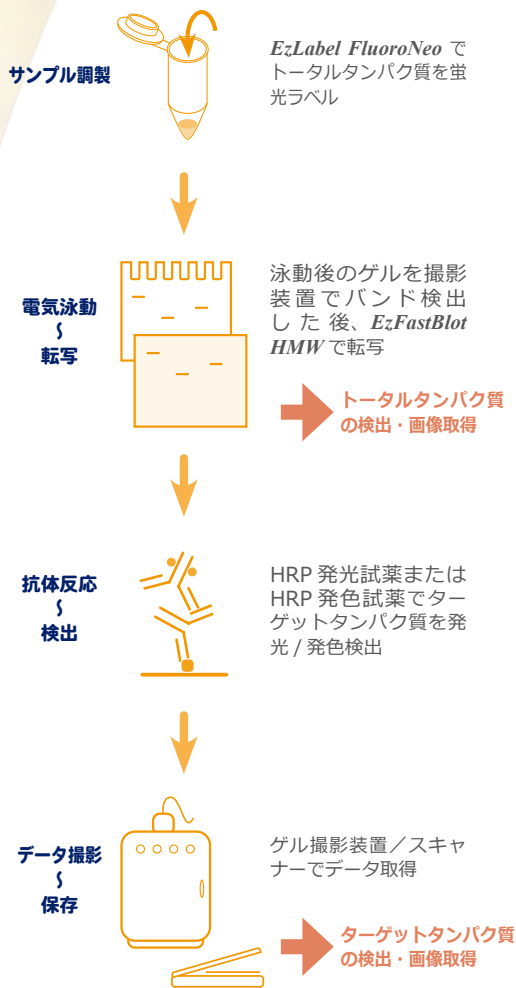 サンプル調製
EzLabel FluoroNeo で
トータルタンパク質を蛍
光ラベル
電気泳動
〜
転写
泳動後のゲルを撮影
装置でバンド検出
した後、EzFastBlot
HMW で転写
トータルタンパク質
の検出・画像取得
抗体反応
〜
検出
HRP 発光試薬または
HRP 発色試薬でター
ゲットタンパク質を発
光 / 発色検出
データ撮影
〜
保存
ゲル撮影装置／スキャ
ナーでデータ取得
ターゲットタンパク質
の検出・画像取得